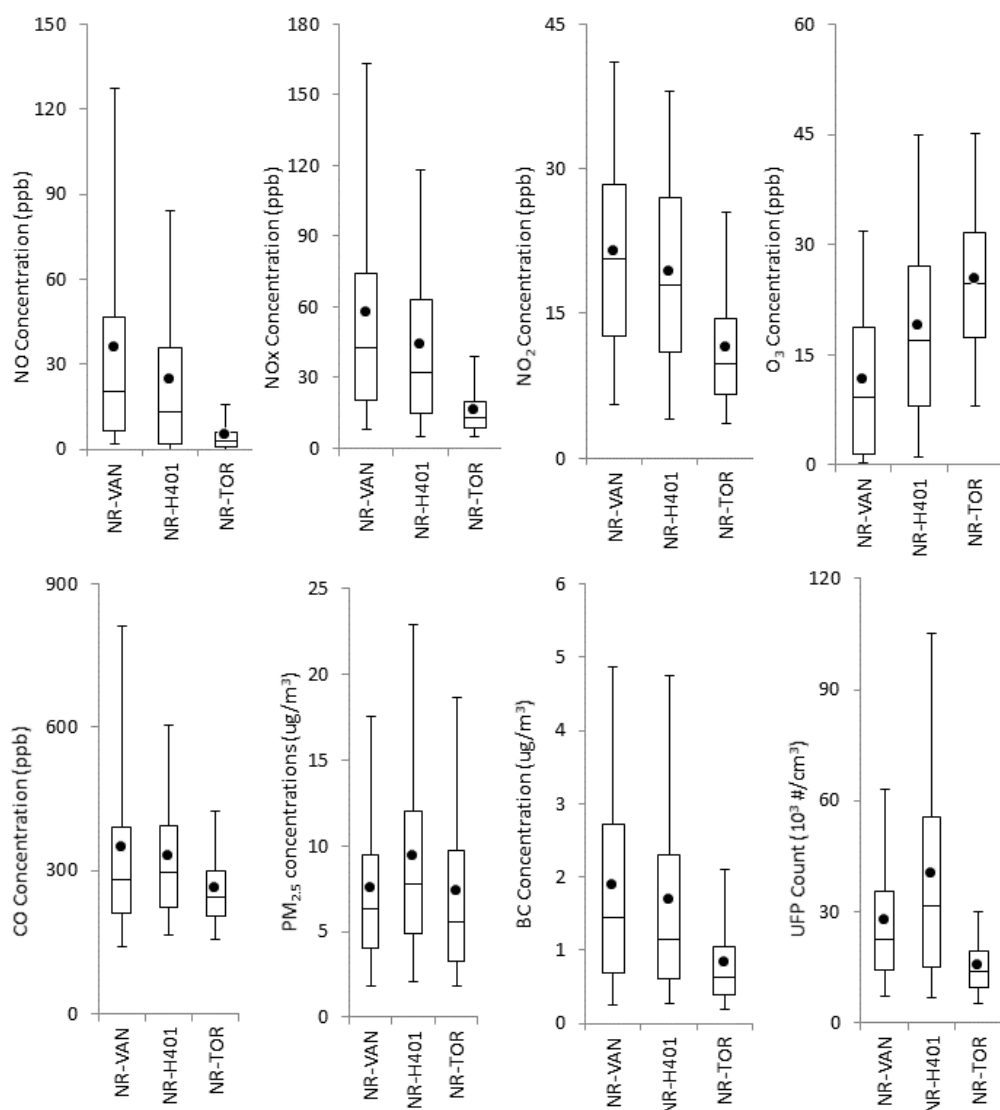 NO Concentration (ppb)
150
120
90
60
30
0
NR-VAN
NR-H401
NR-TOR
NOx Concentration (ppb)
180
150
120
90
60
30
0
NR-VAN
NR-H401
NR-TOR
NO₂ Concentration (ppb)
45
30
15
0
NR-VAN
NR-H401
NR-TOR
O₃ Concentration (ppb)
60
45
30
15
0
NR-VAN
NR-H401
NR-TOR
CO Concentration (ppb)
900
600
300
0
NR-VAN
NR-H401
NR-TOR
PM₂.₅ concentrations (ug/m³)
25
20
15
10
5
0
NR-VAN
NR-H401
NR-TOR
BC Concentration (ug/m³)
6
5
4
3
2
1
0
NR-VAN
NR-H401
NR-TOR
UFP Count (10³ #/cm³)
120
90
60
30
0
NR-VAN
NR-H401
NR-TOR